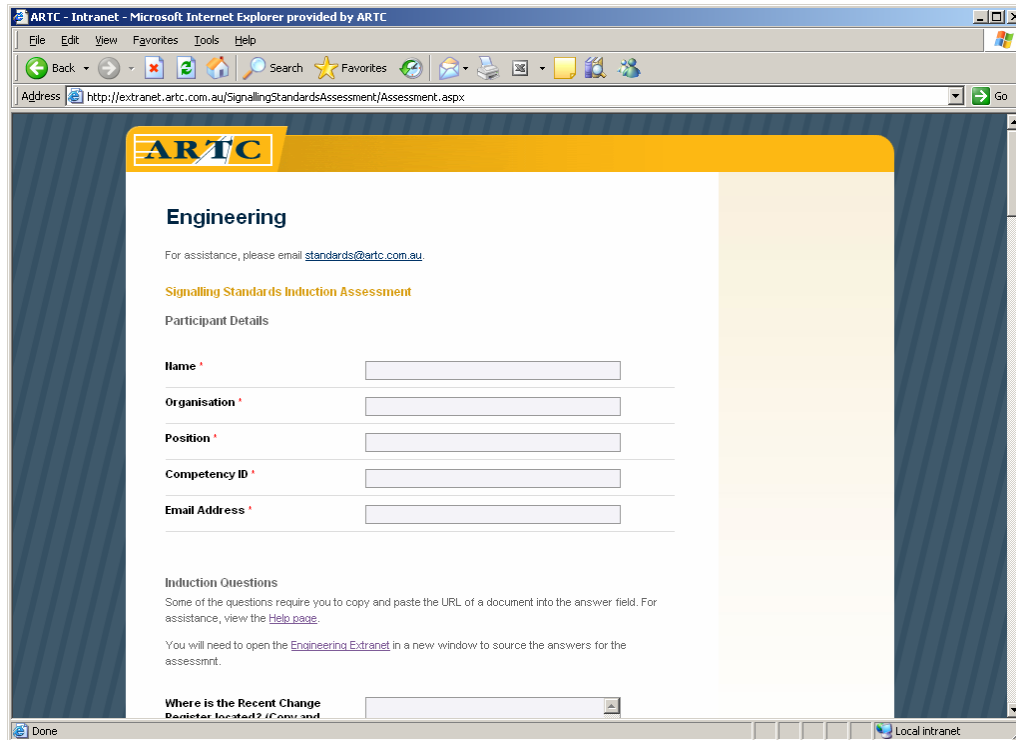 ARTC - Intranet - Microsoft Internet Explorer provided by ARTC
File Edit View Favorites Tools Help
Back Search Favorites
Address http://extranet.artc.com.au/SignallingStandardsAssessment/Assessment.aspx Go
ARTC
Engineering
For assistance, please email standards@artc.com.au.
Signalling Standards Induction Assessment
Participant Details
Name *
Organisation *
Position *
Competency ID *
Email Address *
Induction Questions
Some of the questions require you to copy and paste the URL of a document into the answer field. For
assistance, view the Help page.
You will need to open the Engineering Extranet in a new window to source the answers for the
assessmnt.
Where is the Recent Change
Register located? (Copy and
Done Local intranet